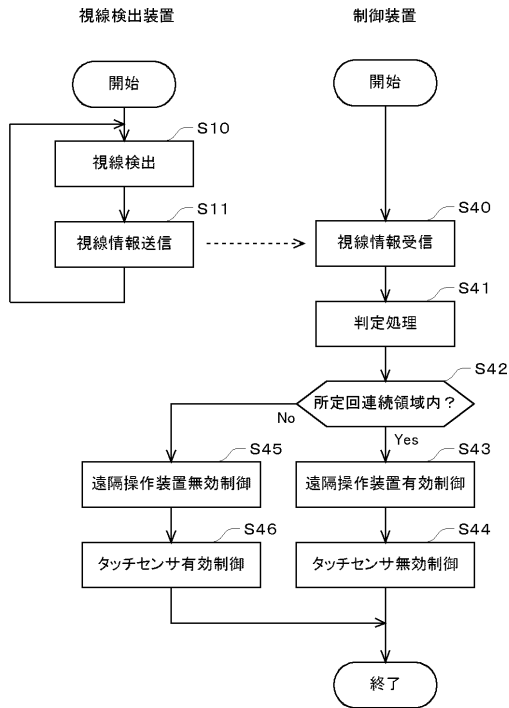 視線検出装置
制御装置
開始
開始
S10
視線検出
S11
視線情報送信
S40
視線情報受信
S41
判定処理
S42
所定回連続領域内？
No
Yes
S45
遠隔操作装置無効制御
S43
遠隔操作装置有効制御
S46
タッチセンサ有効制御
S44
タッチセンサ無効制御
終了